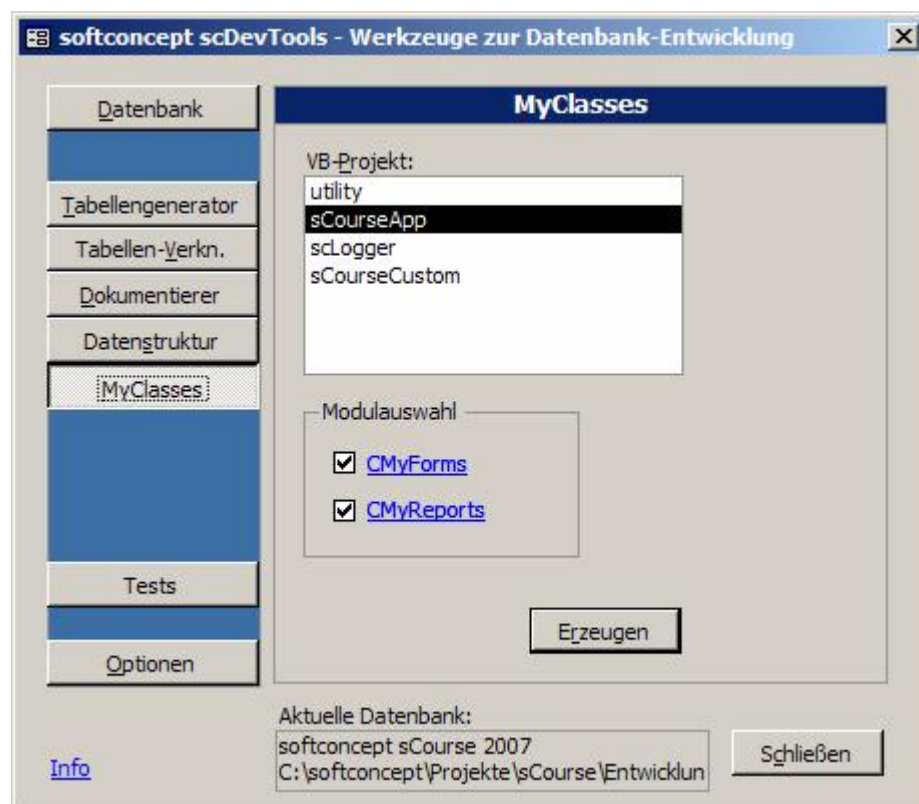 softconcept scDevTools - Werkzeuge zur Datenbank-Entwicklung
Datenbank
Tabellengenerator
Tabellen-Verkn.
Dokumentierer
Datenstruktur
MyClasses
Tests
Optionen
Info
MyClasses
VB-Projekt:
utility
sCourseApp
scLogger
sCourseCustom
Modulauswahl
CMyForms
CMyReports
Erzeugen
Aktuelle Datenbank:
softconcept sCourse 2007
C:\softconcept\Projekte\sCourse\Entwicklun
Schließen